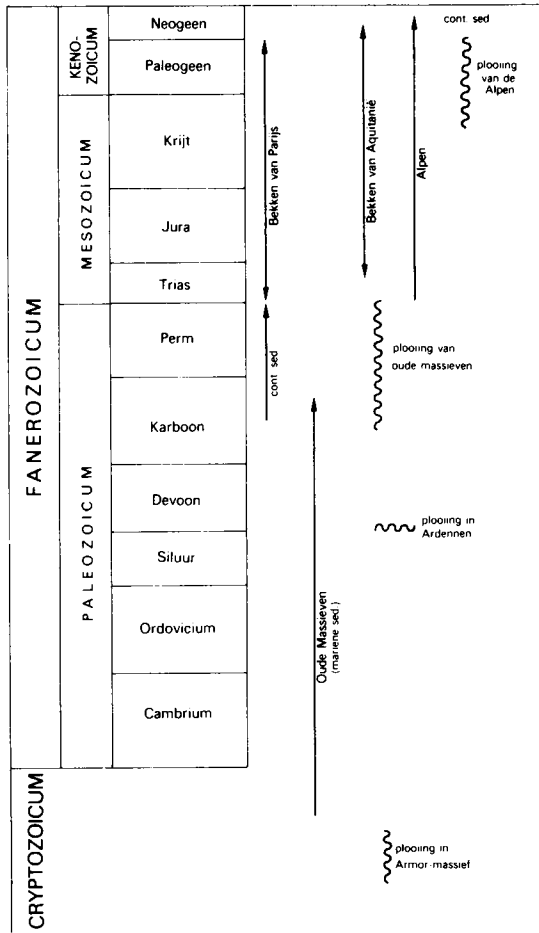 FANEROZOICUM
CRYPTOZOICUM
KENO-
ZOICUM
MESOZOICUM
PALEOZOICUM
Neogeen
Paleogeen
Krijt
Jura
Trias
Perm
Karboon
Devoon
Siluur
Ordovicium
Cambrium
Bekken van Parijs
cont sed
Oude Massieven
(mariene sed.)
Bekken van Aquitanië
Alpen
cont. sed
plooiing
van de
Alpen
plooiing van
oude massieven
plooiing in
Ardennen
plooiing in
Armor-massief